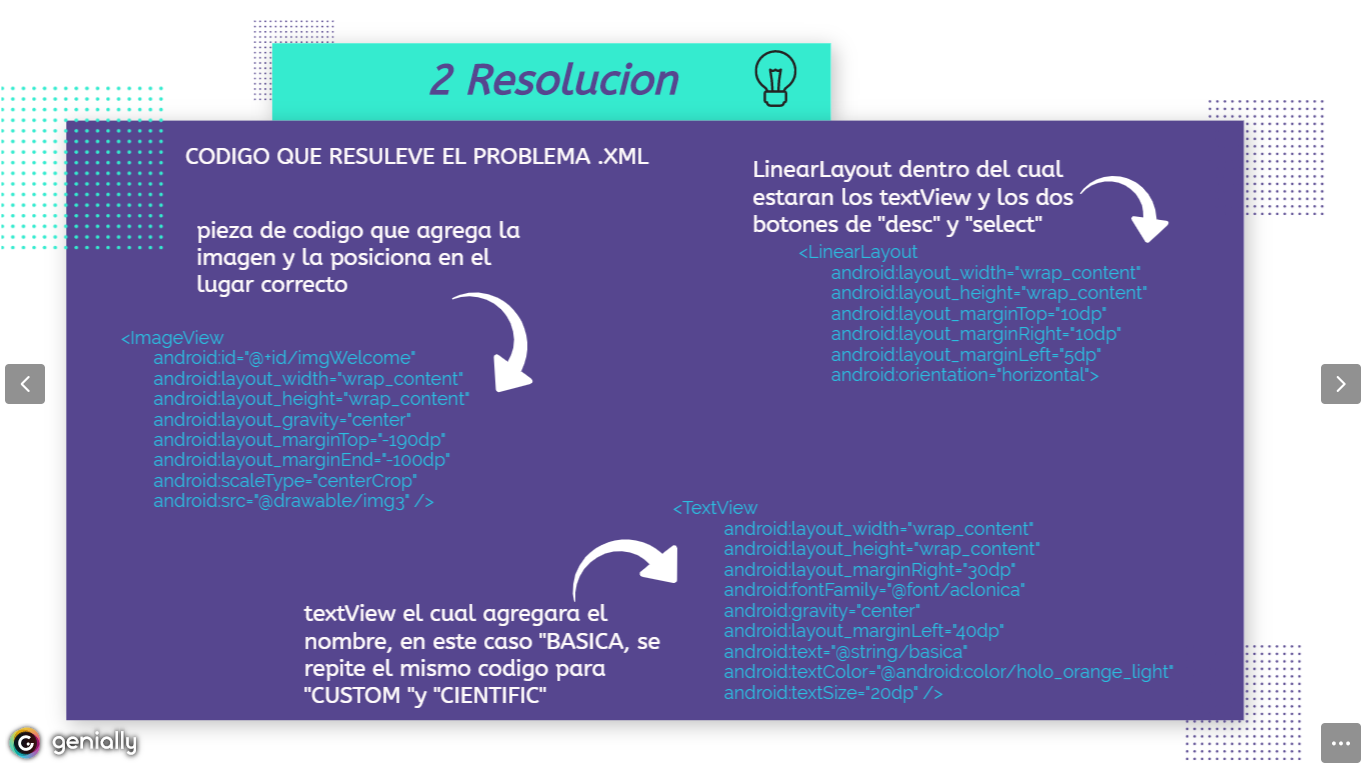 2 Resolucion
CODIGO QUE RESULEVE EL PROBLEMA .XML
pieza de codigo que agrega la
imagen y la posiciona en el
lugar correcto
<ImageView
android:id="@+id/imgWelcome"
android:layout_width="wrap_content"
android:layout_height="wrap_content"
android:layout_gravity="center"
android:layout_marginTop="-190dp"
android:layout_marginEnd="-100dp"
android:scaleType="centerCrop"
android:src="@drawable/img3" />
LinearLayout dentro del cual
estaran los textView y los dos
botones de "desc" y "select"
<LinearLayout
android:layout_width="wrap_content"
android:layout_height="wrap_content"
android:layout_marginTop="10dp"
android:layout_marginRight="10dp"
android:layout_marginLeft="5dp"
android:orientation="horizontal">
textView el cual agregara el
nombre, en este caso "BASICA, se
repite el mismo codigo para
"CUSTOM "y "CIENTIFIC"
<TextView
android:layout_width="wrap_content"
android:layout_height="wrap_content"
android:layout_marginRight="30dp"
android:fontFamily="@font/aclonica"
android:gravity="center"
android:layout_marginLeft="40dp"
android:text="@string/basica"
android:textColor="@android:color/holo_orange_light"
android:textSize="20dp" />
genially